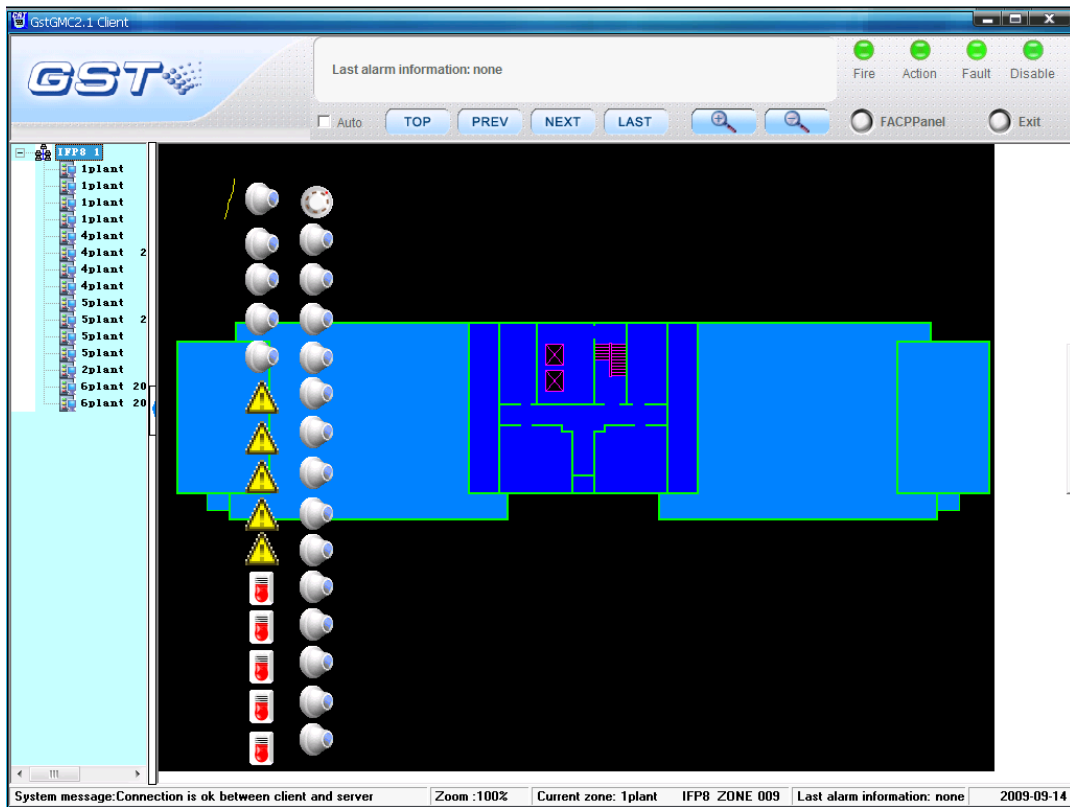 GstGMC2.1 Client
GST
Last alarm information: none
Fire Action Fault Disable
Auto TOP PREV NEXT LAST FACPPanel Exit
IFP8 1
1plant
1plant
1plant
1plant
4plant
4plant 2
4plant
4plant
5plant
5plant 2
5plant
5plant
2plant
6plant 20
6plant 20
System message:Connection is ok between client and server Zoom :100% Current zone: 1plant IFP8 ZONE 009 Last alarm information: none 2009-09-14